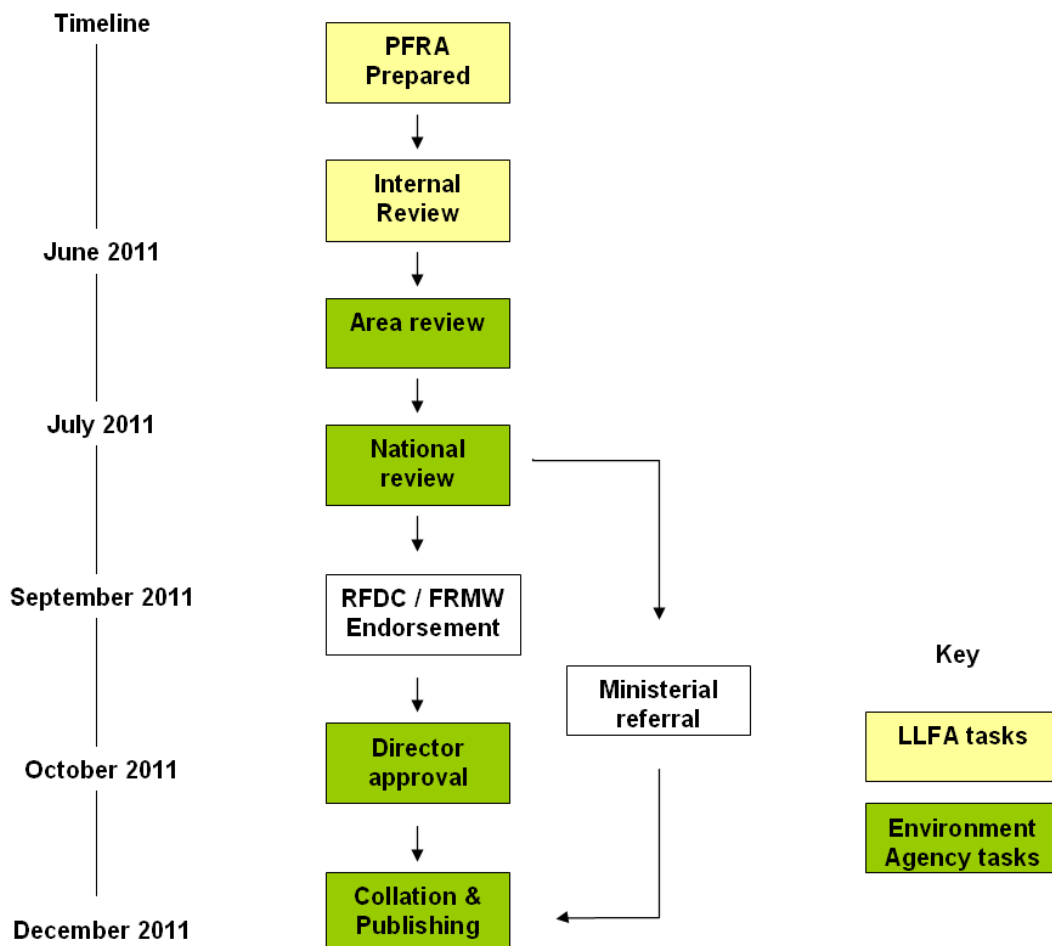 Timeline
PFRA
Prepared
Internal
Review
June 2011
Area review
July 2011
National
review
September 2011
RFDC / FRMW
Endorsement
Ministerial
referral
Key
LLFA tasks
Director
approval
October 2011
Environment
Agency tasks
Collation &
Publishing
December 2011